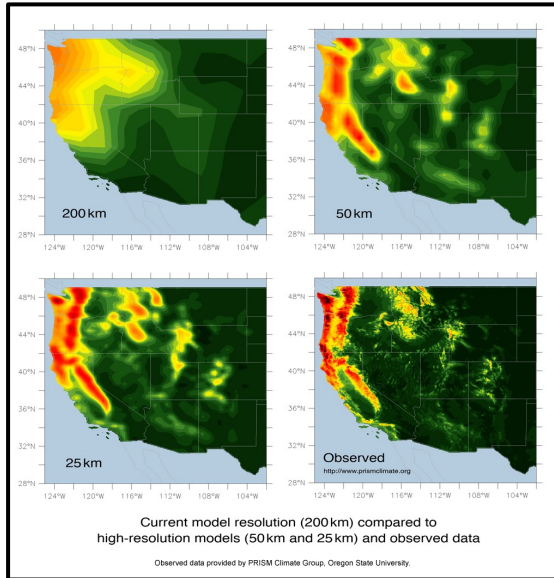 48°N
44°N
40°N
36°N
32°N
28°N
200 km
124°W 120°W 116°W 112°W 108°W 104°W
48°N
44°N
40°N
36°N
32°N
28°N
50 km
124°W 120°W 116°W 112°W 108°W 104°W
48°N
44°N
40°N
36°N
32°N
28°N
25 km
124°W 120°W 116°W 112°W 108°W 104°W
48°N
44°N
40°N
36°N
32°N
28°N
Observed
http://www.prismclimate.org
124°W 120°W 116°W 112°W 108°W 104°W
Current model resolution (200 km) compared to
high-resolution models (50 km and 25 km) and observed data
Observed data provided by PRISM Climate Group, Oregon State University.